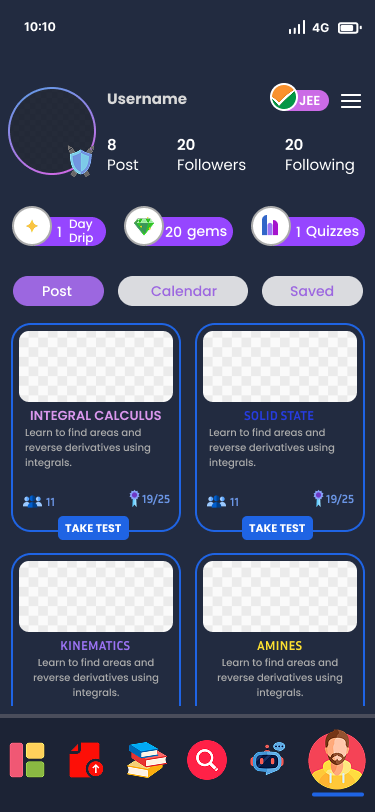 10:10
4G
Username
JEE
8
20
20
Post
Followers
Following
1 Day Drip
20 gems
1 Quizzes
Post
Calendar
Saved
INTEGRAL CALCULUS
Learn to find areas and
reverse derivatives using
integrals.
11
19/25
TAKE TEST
SOLID STATE
Learn to find areas and
reverse derivatives using
integrals.
11
19/25
TAKE TEST
KINEMATICS
Learn to find areas and
reverse derivatives using
integrals.
AMINES
Learn to find areas and
reverse derivatives using
integrals.